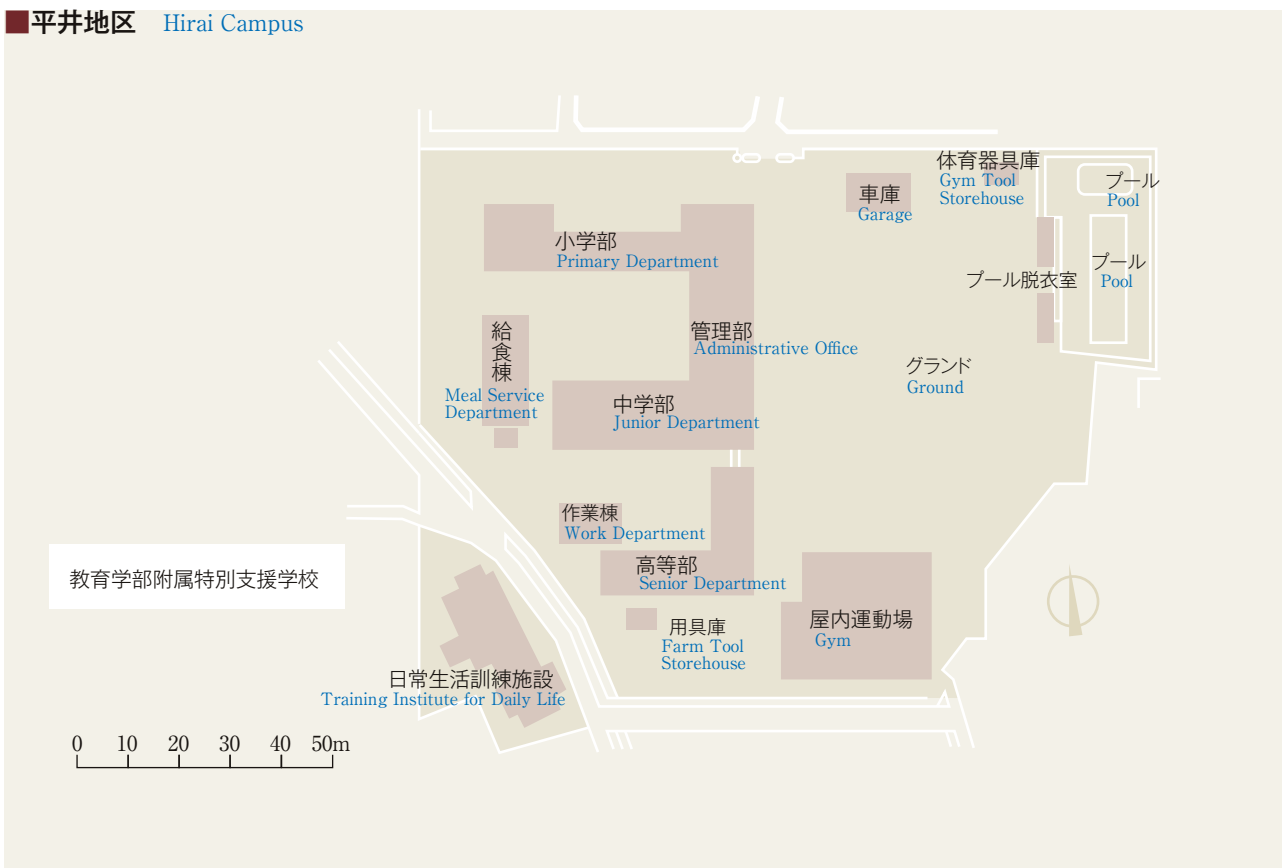 ■平井地区 Hirai Campus
体育器具庫
Gym Tool
Storehouse
プール
Pool
車庫
Garage
小学部
Primary Department
プール
Pool
プール脱衣室
給食棟
Meal Service
Department
管理部
Administrative Office
グランド
Ground
中学部
Junior Department
作業棟
Work Department
高等部
Senior Department
教育学部附属特別支援学校
用具庫
Farm Tool
Storehouse
屋内運動場
Gym
日常生活訓練施設
Training Institute for Daily Life
0 10 20 30 40 50m